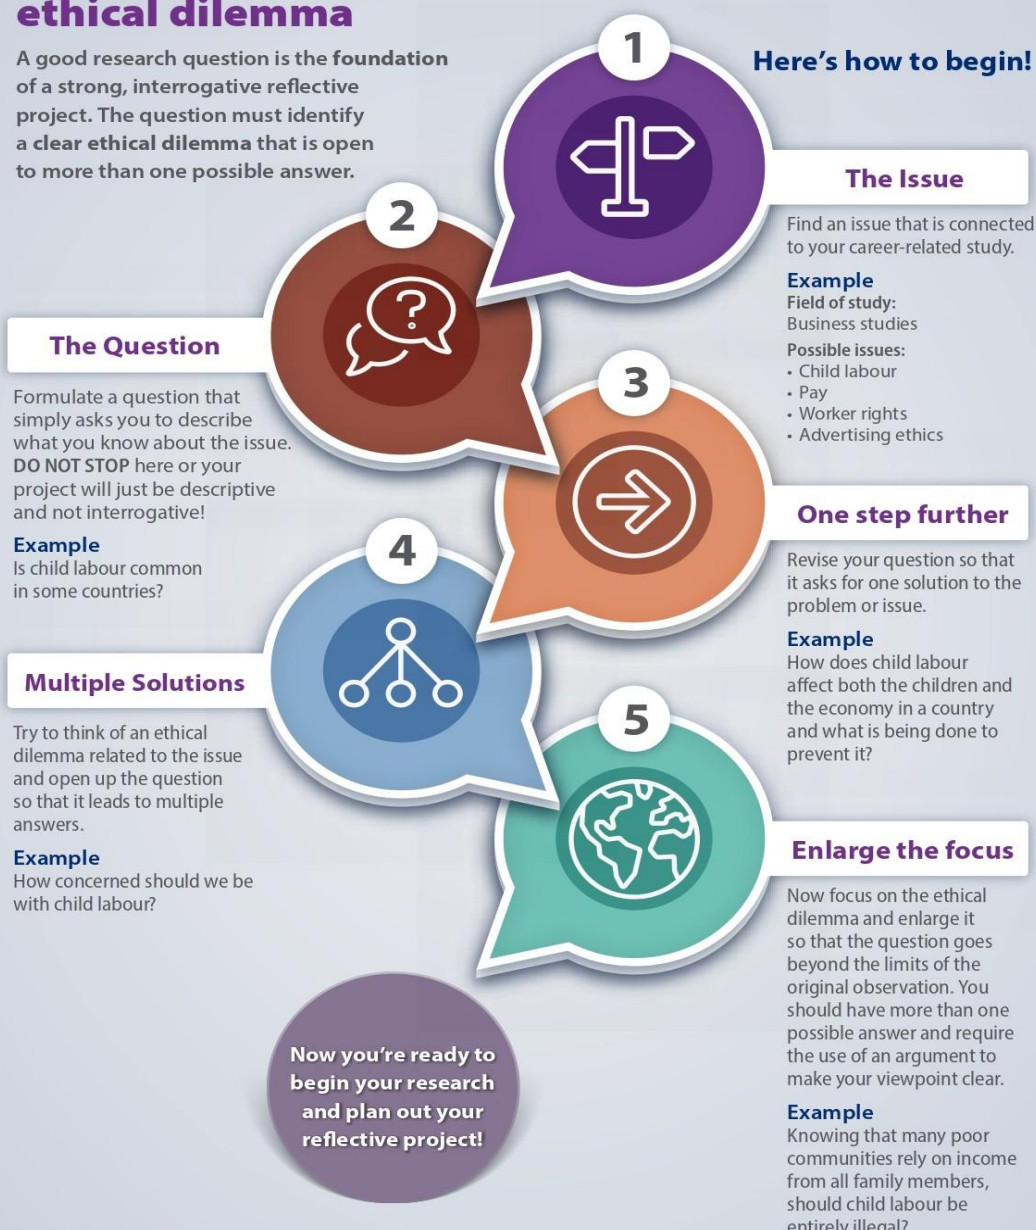 ethical dilemma
A good research question is the foundation
of a strong, interrogative reflective
project. The question must identify
a clear ethical dilemma that is open
to more than one possible answer.
Here's how to begin!
1
The Issue
Find an issue that is connected
to your career-related study.
Example
Field of study:
Business studies
Possible issues:
• Child labour
• Pay
• Worker rights
• Advertising ethics
2
The Question
Formulate a question that
simply asks you to describe
what you know about the issue.
DO NOT STOP here or your
project will just be descriptive
and not interrogative!
Example
Is child labour common
in some countries?
3
One step further
Revise your question so that
it asks for one solution to the
problem or issue.
Example
How does child labour
affect both the children and
the economy in a country
and what is being done to
prevent it?
4
Multiple Solutions
Try to think of an ethical
dilemma related to the issue
and open up the question
so that it leads to multiple
answers.
Example
How concerned should we be
with child labour?
5
Enlarge the focus
Now focus on the ethical
dilemma and enlarge it
so that the question goes
beyond the limits of the
original observation. You
should have more than one
possible answer and require
the use of an argument to
make your viewpoint clear.
Example
Knowing that many poor
communities rely on income
from all family members,
should child labour be
entirely illegal?
Now you're ready to
begin your research
and plan out your
reflective project!